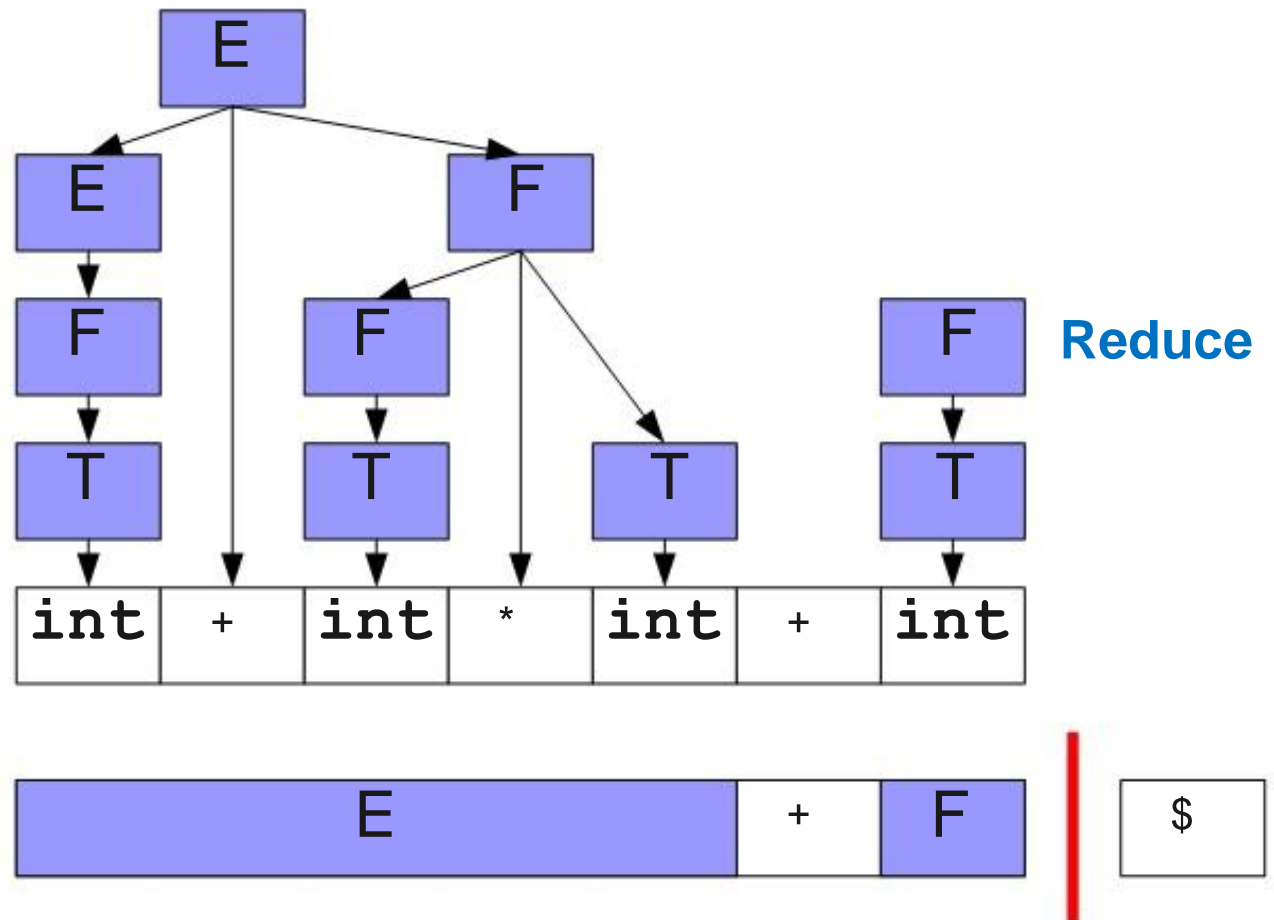 E
E F
F F F Reduce
T T T T
int + int * int + int
E + F $